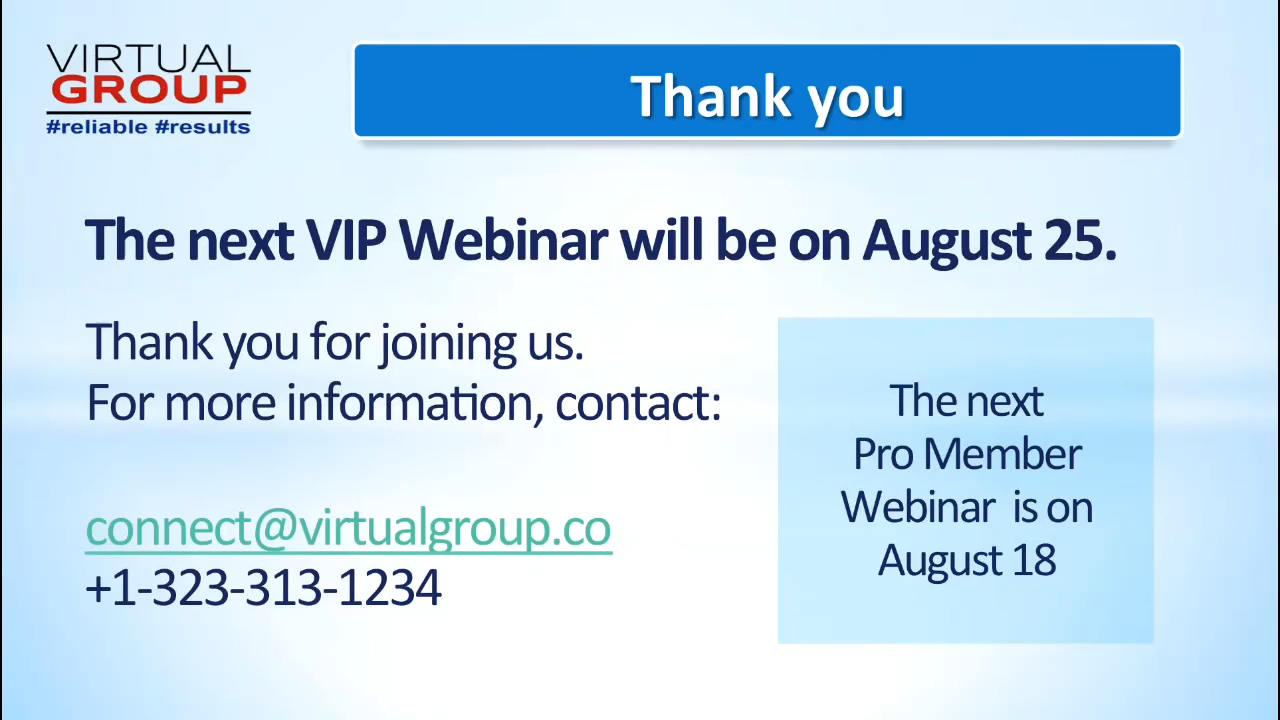 VIRTUAL
GROUP
#reliable #results
Thank you
The next VIP Webinar will be on August 25.
Thank you for joining us.
For more information, contact:
connect@virtualgroup.co
+1-323-313-1234
The next
Pro Member
Webinar is on
August 18